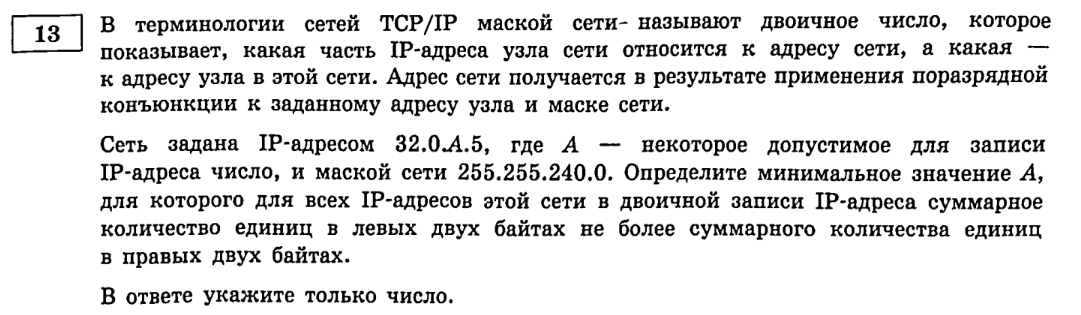 13
В терминологии сетей TCP/IP маской сети- называют двоичное число, которое
показывает, какая часть IP-адреса узла сети относится к адресу сети, а какая —
к адресу узла в этой сети. Адрес сети получается в результате применения поразрядной
конъюнкции к заданному адресу узла и маске сети.
Сеть задана IP-адресом 32.0.A.5, где A — некоторое допустимое для записи
IP-адреса число, и маской сети 255.255.240.0. Определите минимальное значение A,
для которого для всех IP-адресов этой сети в двоичной записи IP-адреса суммарное
количество единиц в левых двух байтах не более суммарного количества единиц
в правых двух байтах.
В ответе укажите только число.